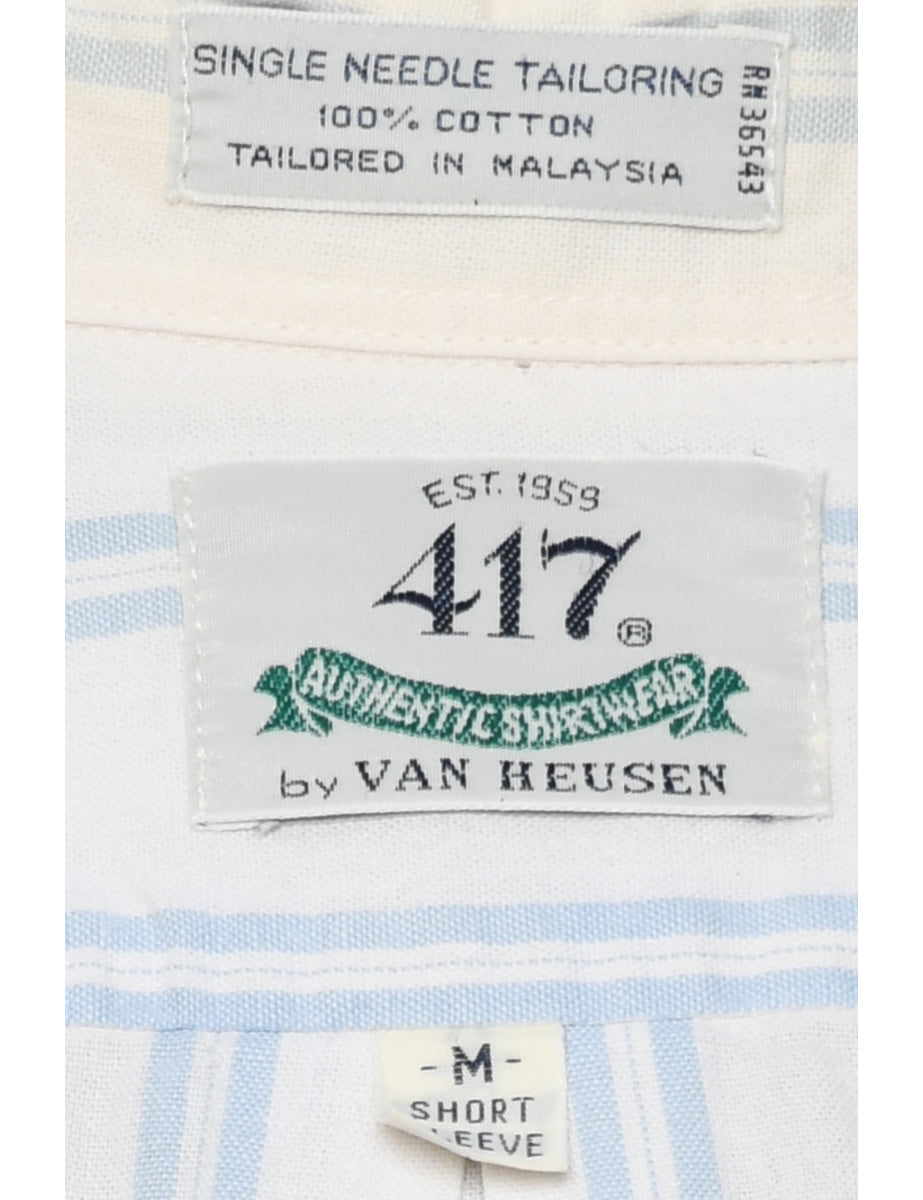 SINGLE NEEDLE TAILORING
100% COTTON
TAILORED IN MALAYSIA
RN 36543
EST. 1959
417®
AUTHENTIC SHIRTWEAR
by VAN HEUSEN
-M-
SHORT
LEEVE